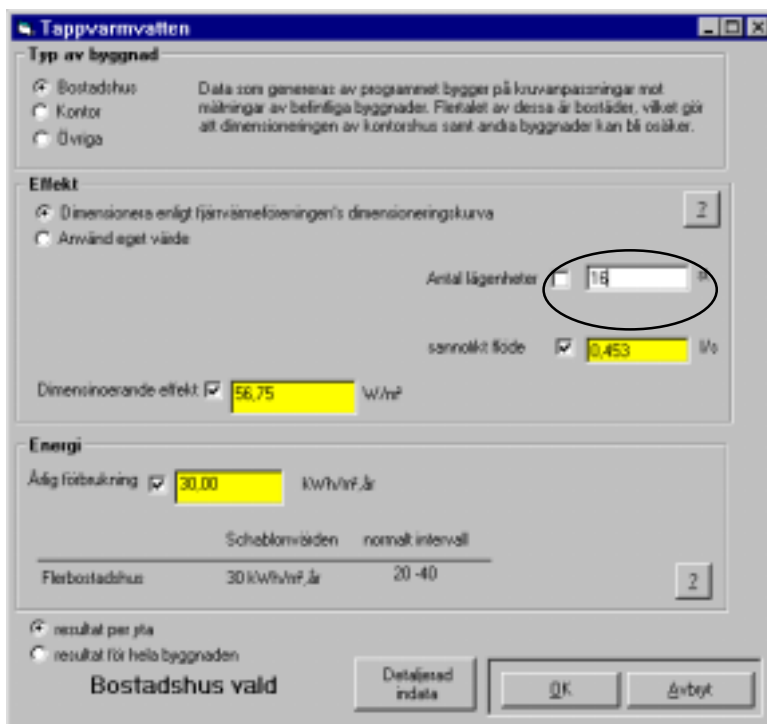 Tappvarmvatten
Typ av byggnad
Bostadshus
Kontor
Övriga
Data som genereras av programmet bygger på kruvanpassningar mot
mätningar av befintliga byggnader. Flertalet av dessa är bostäder, vilket gör
att dimensioneringen av kontorshus samt andra byggnader kan bli osäker.
Effekt
Dimensionera enligt fjärrvärmeföreningen's dimensioneringskurva
?
Använd eget värde
Antal lägenheter 16
sannolikt flöde 0,453 l/s
Dimensinoerande effekt 56,75 W/m²
Energi
Årlig förbrukning 30,00 kWh/m²,år
Schablonvärden normalt intervall
Flerbostadshus 30 kWh/m²,år 20 -40
?
resultat per yta
resultat för hela byggnaden
Bostadshus vald
Detaljerad
indata
OK
Avbryt